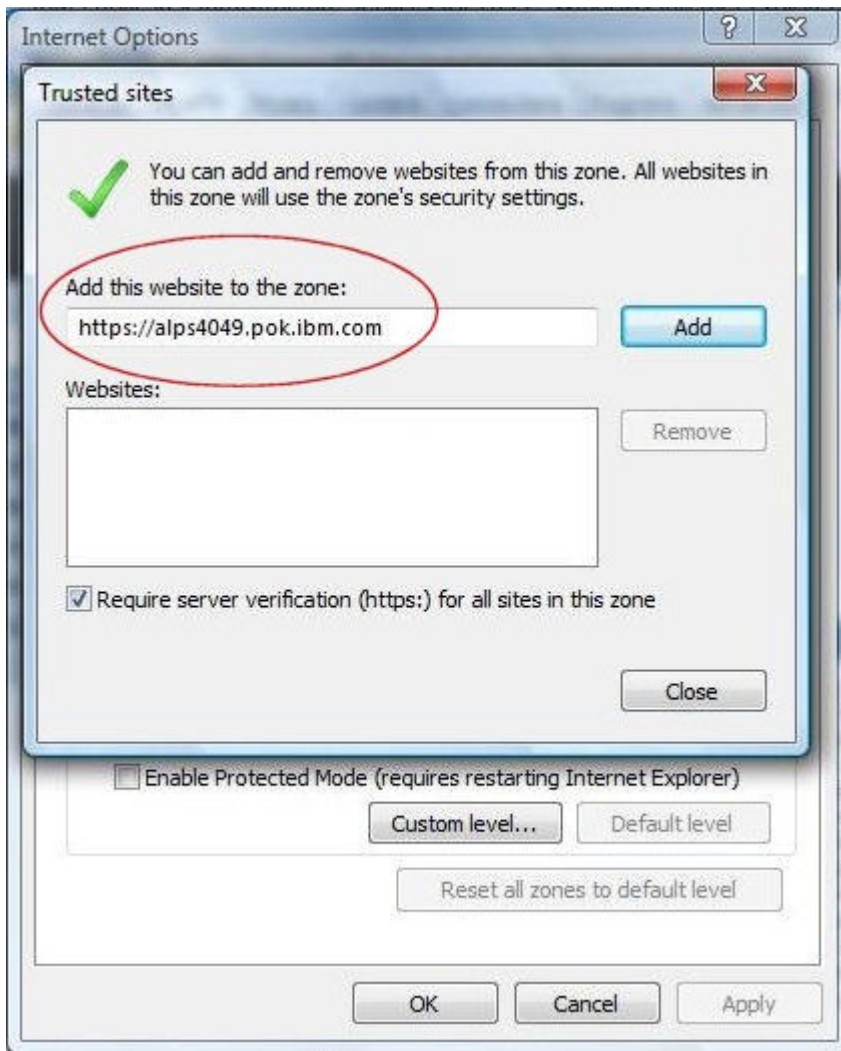 Internet Options
Trusted sites
You can add and remove websites from this zone. All websites in
this zone will use the zone's security settings.
Add this website to the zone:
https://alps4049.pok.ibm.com
Add
Websites:
Remove
Require server verification (https:) for all sites in this zone
Close
Enable Protected Mode (requires restarting Internet Explorer)
Custom level...
Default level
Reset all zones to default level
OK
Cancel
Apply